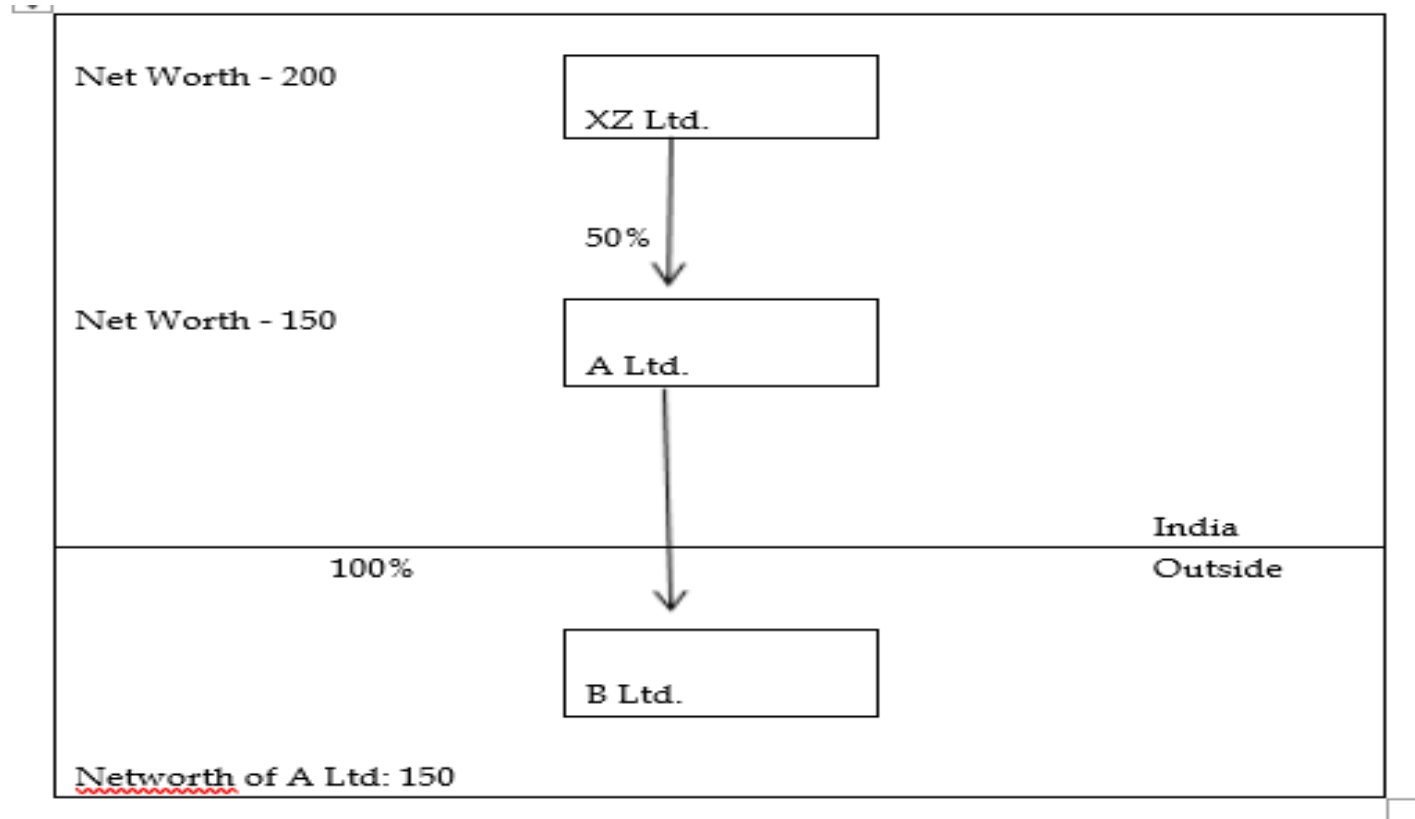 Net Worth - 200
XZ Ltd.
50%
Net Worth - 150
A Ltd.
India
100%
Outside
B Ltd.
Networth of A Ltd: 150